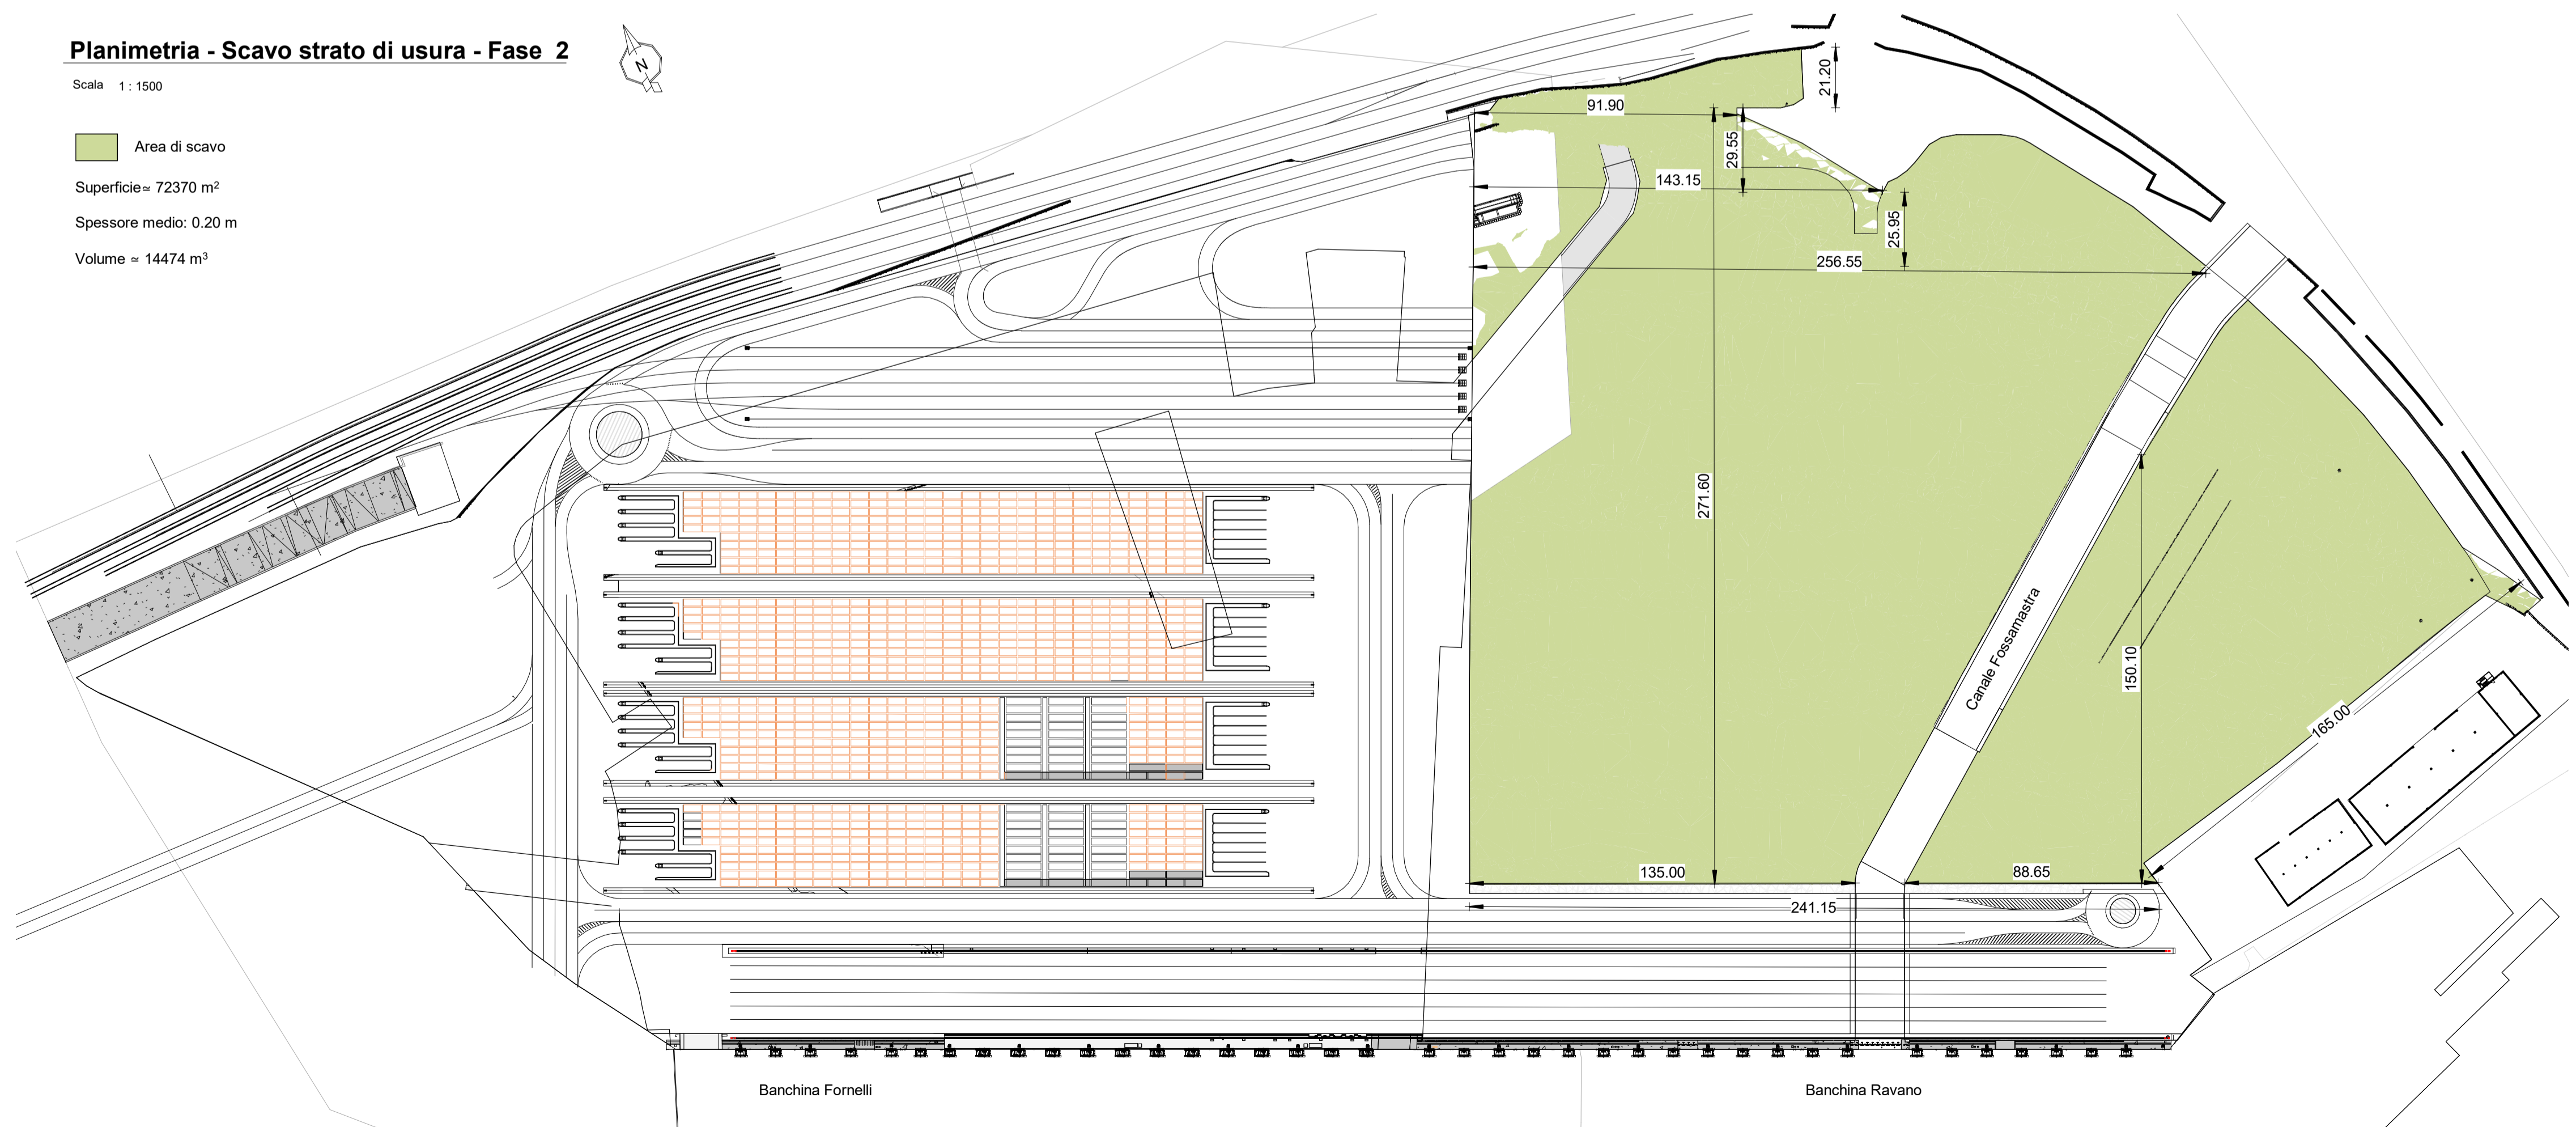 Planimetria - Scavo strato di usura - Fase 2
Scala 1 : 1500
N
Area di scavo
Superficie≃ 72370 m²
Spessore medio: 0.20 m
Volume ≃ 14474 m³
21.20
91.90
29.55
143.15
25.95
256.55
271.60
Canale Fossamastra
150.10
165.00
135.00
88.65
241.15
Banchina Fornelli
Banchina Ravano